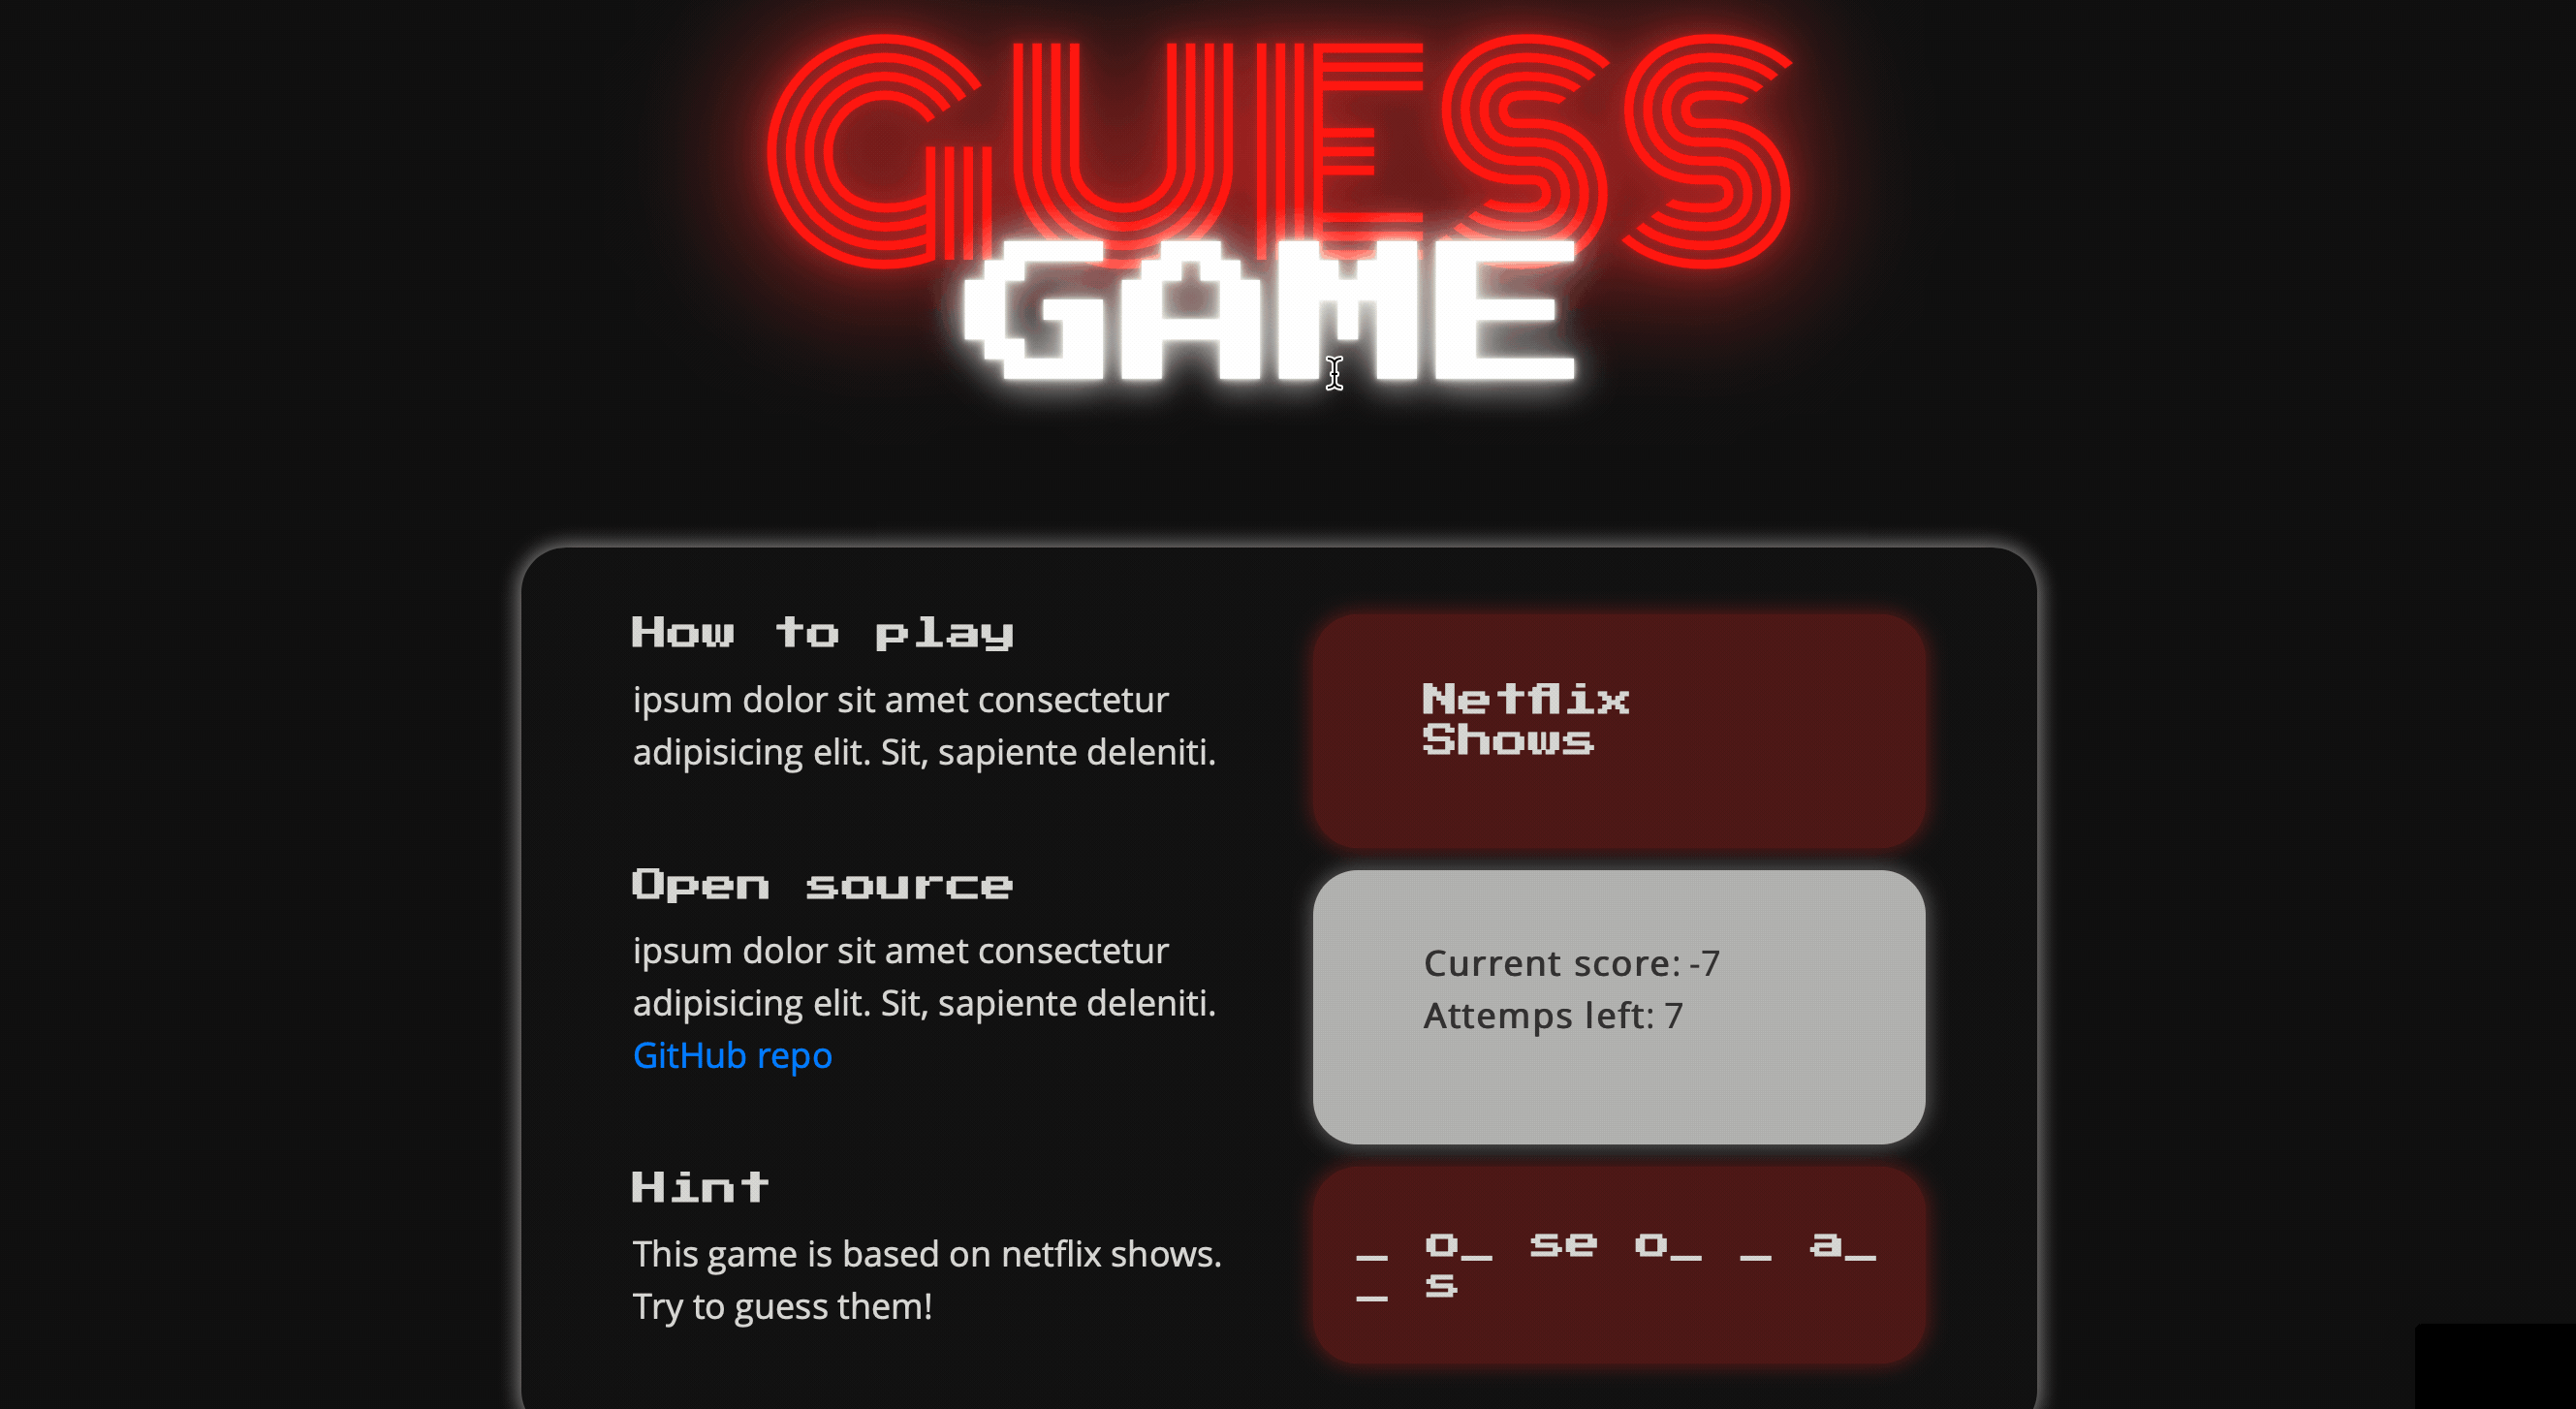 GUESS
GAME
How to play
ipsum dolor sit amet consectetur
adipisicing elit. Sit, sapiente deleniti.
Open source
ipsum dolor sit amet consectetur
adipisicing elit. Sit, sapiente deleniti.
GitHub repo
Hint
This game is based on netflix shows.
Try to guess them!
Netflix
Shows
Current score: -7
Attemps left: 7
_ o_ se o_ _ a_
_ s